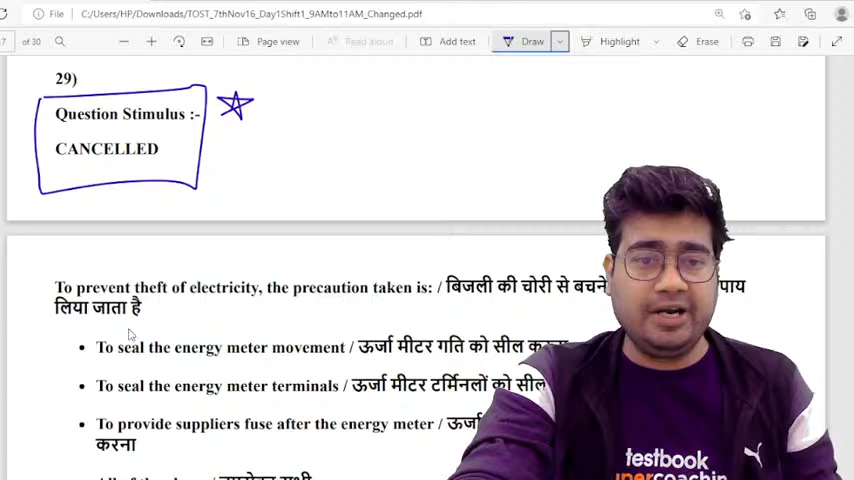 File
C:/Users/HP/Downloads/TOST_7thNov16_Day1Shift1_9AMto11AM_Changed.pdf
of 30
Page view
Read aloud
Add text
Draw
Highlight
Erase
29)
Question Stimulus :-
CANCELLED
To prevent theft of electricity, the precaution taken is: / बिजली की चोरी से बचने
लिया जाता है
To seal the energy meter movement / ऊर्जा मीटर गति को सील करना
To seal the energy meter terminals / ऊर्जा मीटर टर्मिनलों को सील
To provide suppliers fuse after the energy meter /
करना
testbook